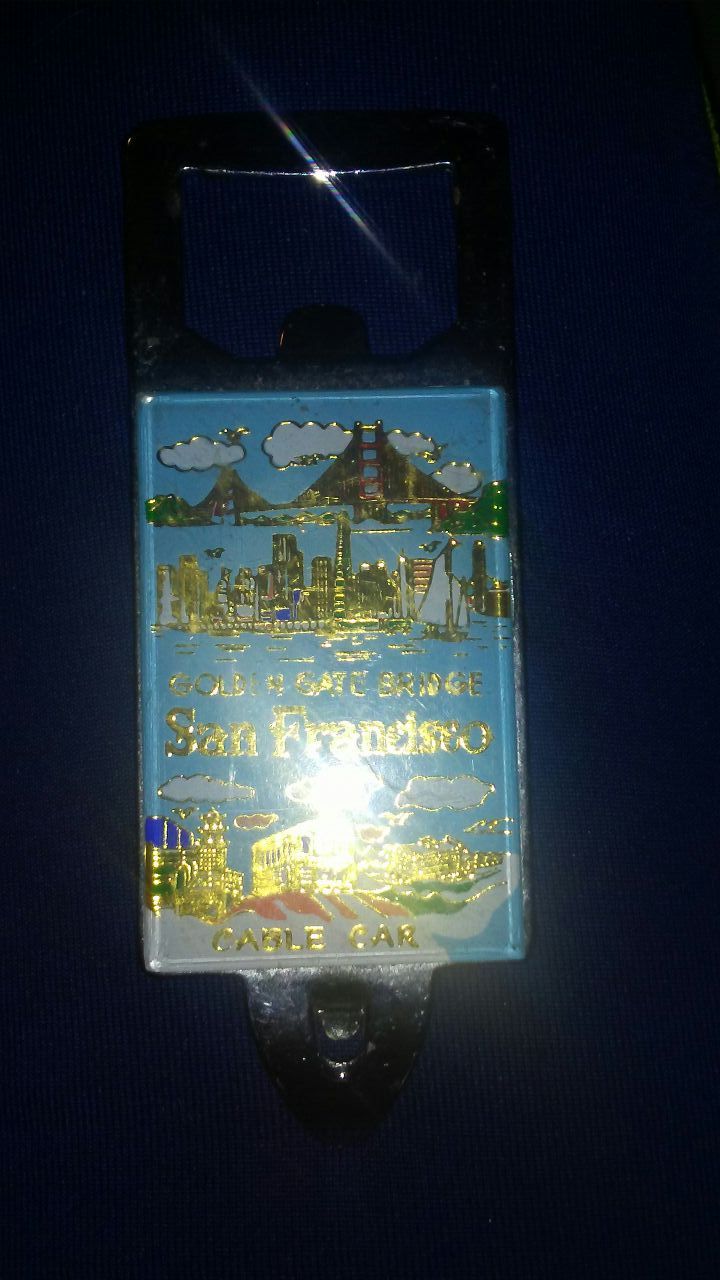 GOLDEN GATE BRIDGE
San Francisco
CABLE CAR